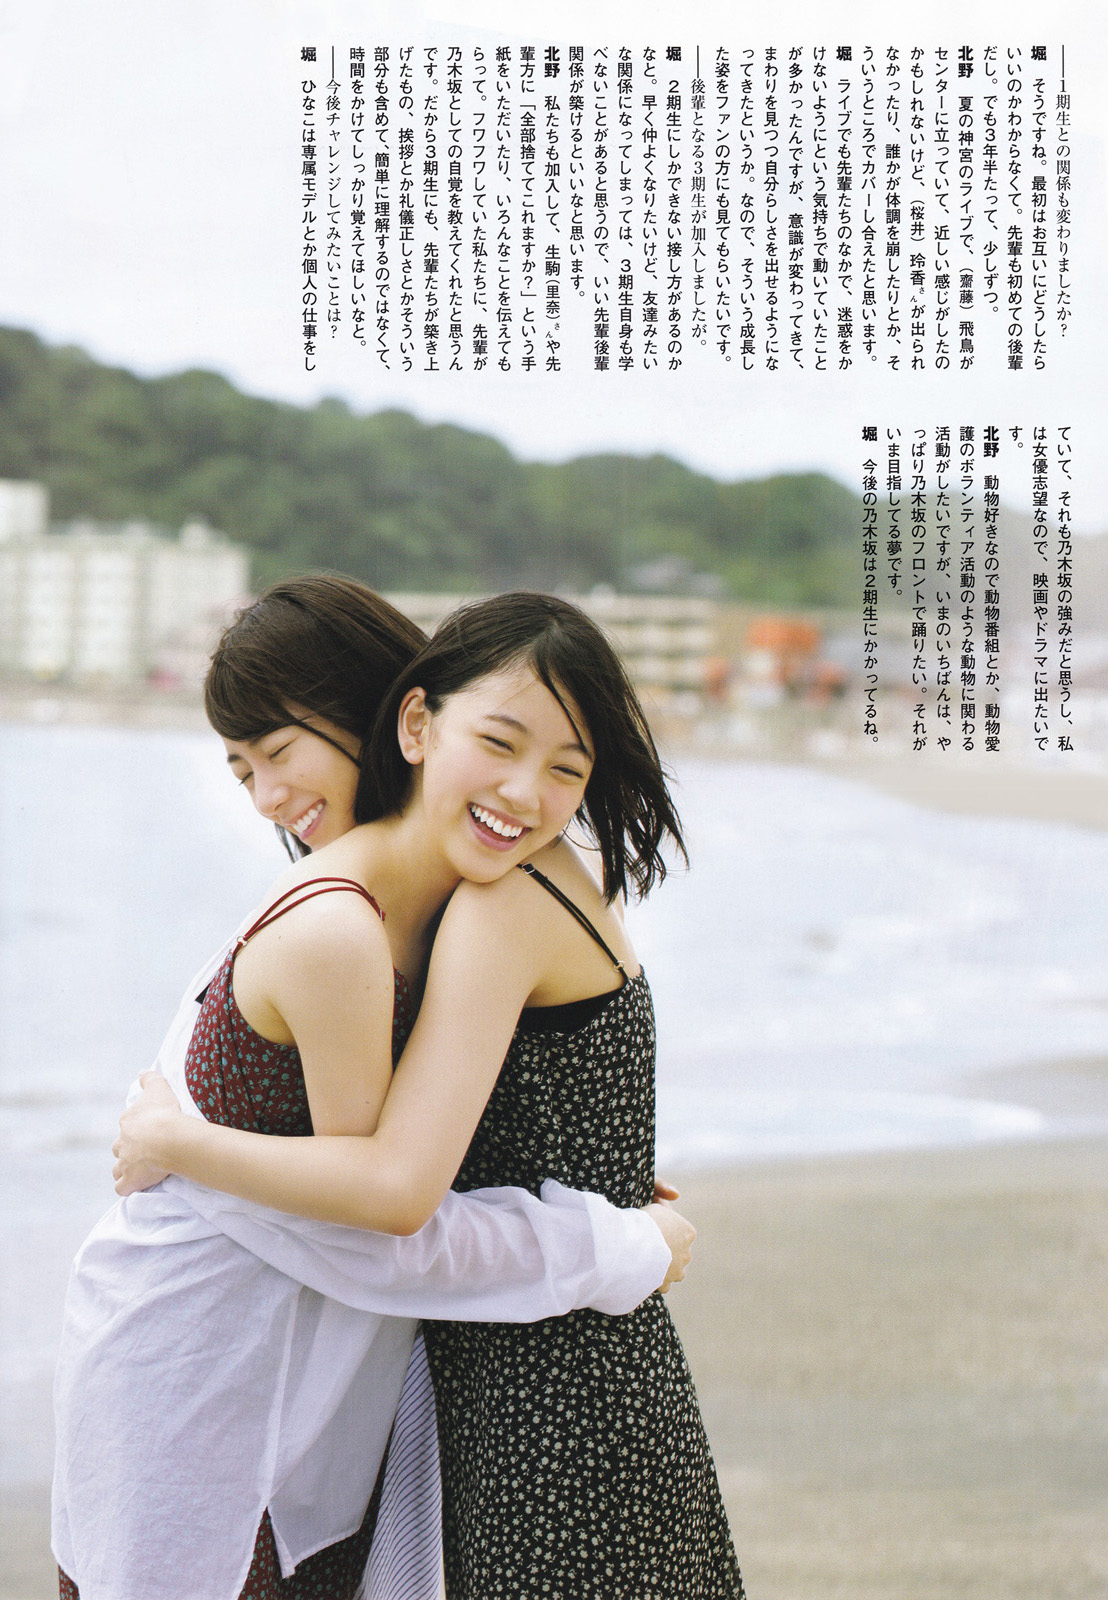 ──1期生との関係も変わりましたか?
堀　そうですね。最初はお互いにどうしたら
いいのかわからなくて。先輩も初めての後輩
だし。でも3年半たって、少しずつ。
北野　夏の神宮のライブで、(齋藤)飛鳥が
センターに立っていて、近しい感じがしたの
かもしれないけど、(桜井)玲香さんが出られ
なかったり、誰かが体調を崩したりとか、そ
ういうところでカバーし合えたと思います。
堀　ライブでも先輩たちのなかで、迷惑をか
けないようにという気持ちで動いていたこと
が多かったんですが、意識が変わってきて、
まわりを見つつ自分らしさを出せるようにな
ってきたというか。なので、そういう成長し
た姿をファンの方にも見てもらいたいです。
──後輩となる3期生が加入しましたが。
堀　2期生にしかできない接し方があるのか
なと。早く仲よくなりたいけど、友達みたい
な関係になってしまっては、3期生自身も学
べないことがあると思うので、いい先輩後輩
関係が築けるといいなと思います。
北野　私たちも加入して、生駒(里奈)さんや先
輩方に「全部捨ててこれますか?」という手
紙をいただいたり、いろんなことを伝えても
らって。フワフワしていた私たちに、先輩が
乃木坂としての自覚を教えてくれたと思うん
です。だから3期生にも、先輩たちが築き上
げたもの、挨拶とか礼儀正しさとかそういう
部分も含めて、簡単に理解するのではなくて、
時間をかけてしっかり覚えてほしいなと。
──今後チャレンジしてみたいことは?
堀　ひなこは専属モデルとか個人の仕事をし
ていて、それも乃木坂の強みだと思うし、私
は女優志望なので、映画やドラマに出たいで
す。
北野　動物好きなので動物番組とか、動物愛
護のボランティア活動のような動物に関わる
活動がしたいですが、いまのいちばんは、や
っぱり乃木坂のフロントで踊りたい。それが
いま目指してる夢です。
堀　今後の乃木坂は2期生にかかってるね。